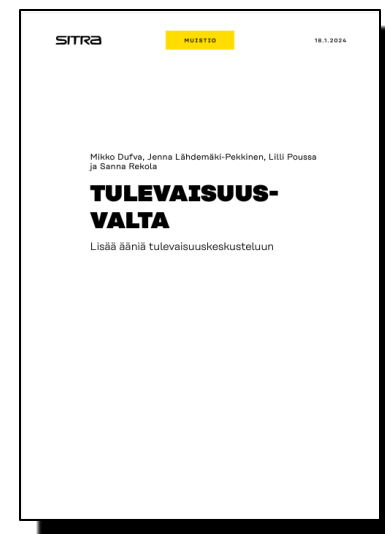 SITRA
MUISTIO
18.1.2024
Mikko Dufva, Jenna Lähdemäki-Pekkinen, Lilli Poussa
ja Sanna Rekola
TULEVAISUUS-
VALTA
Lisää ääniä tulevaisuuskeskusteluun